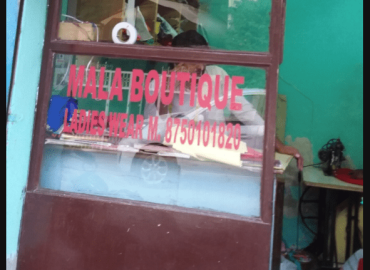 MALA BOUTIQUE
LADIES WEAR M. 8750101820